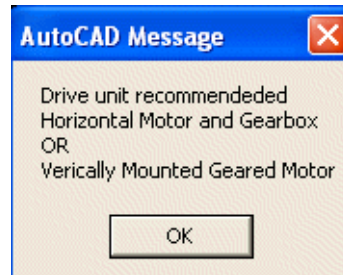 AutoCAD Message
Drive unit recommendeded
Horizontal Motor and Gearbox
OR
Verically Mounted Geared Motor
OK